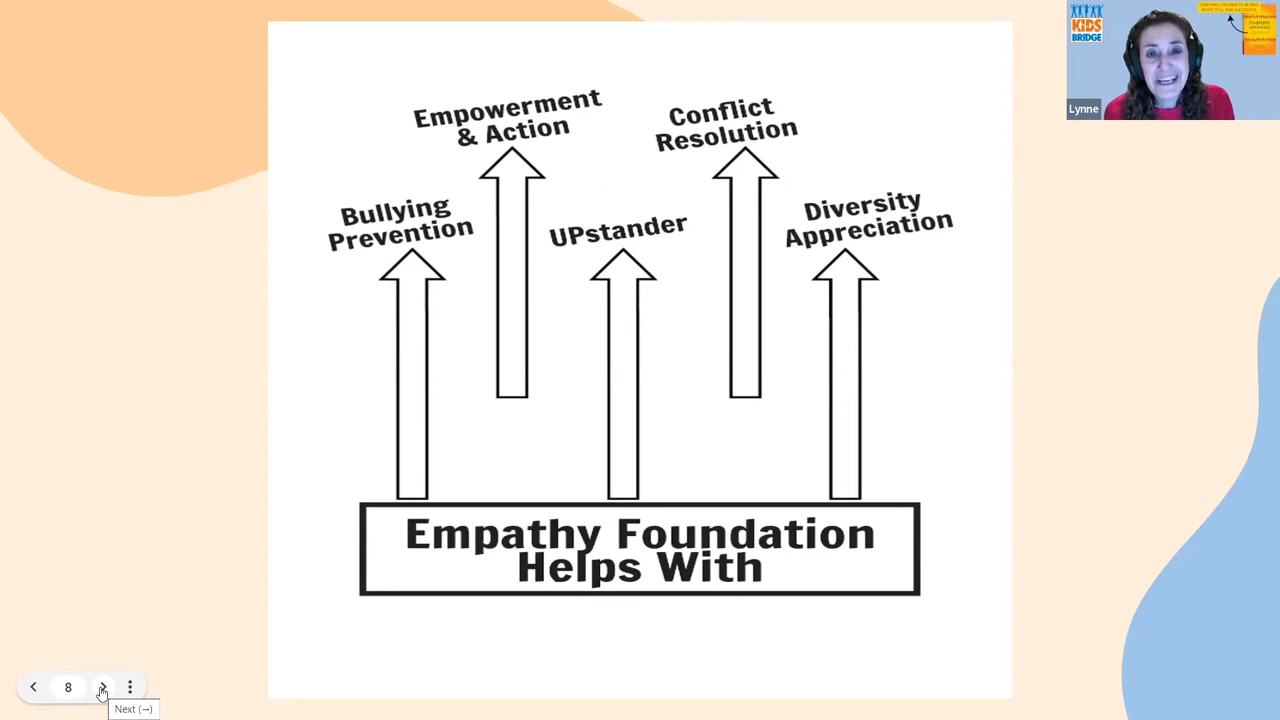 Empowerment
& Action
Conflict
Resolution
Bullying
Prevention
UPstander
Diversity
Appreciation
Empathy Foundation
Helps With
KiDS
BRIDGE
Lynne
8
Next (→)